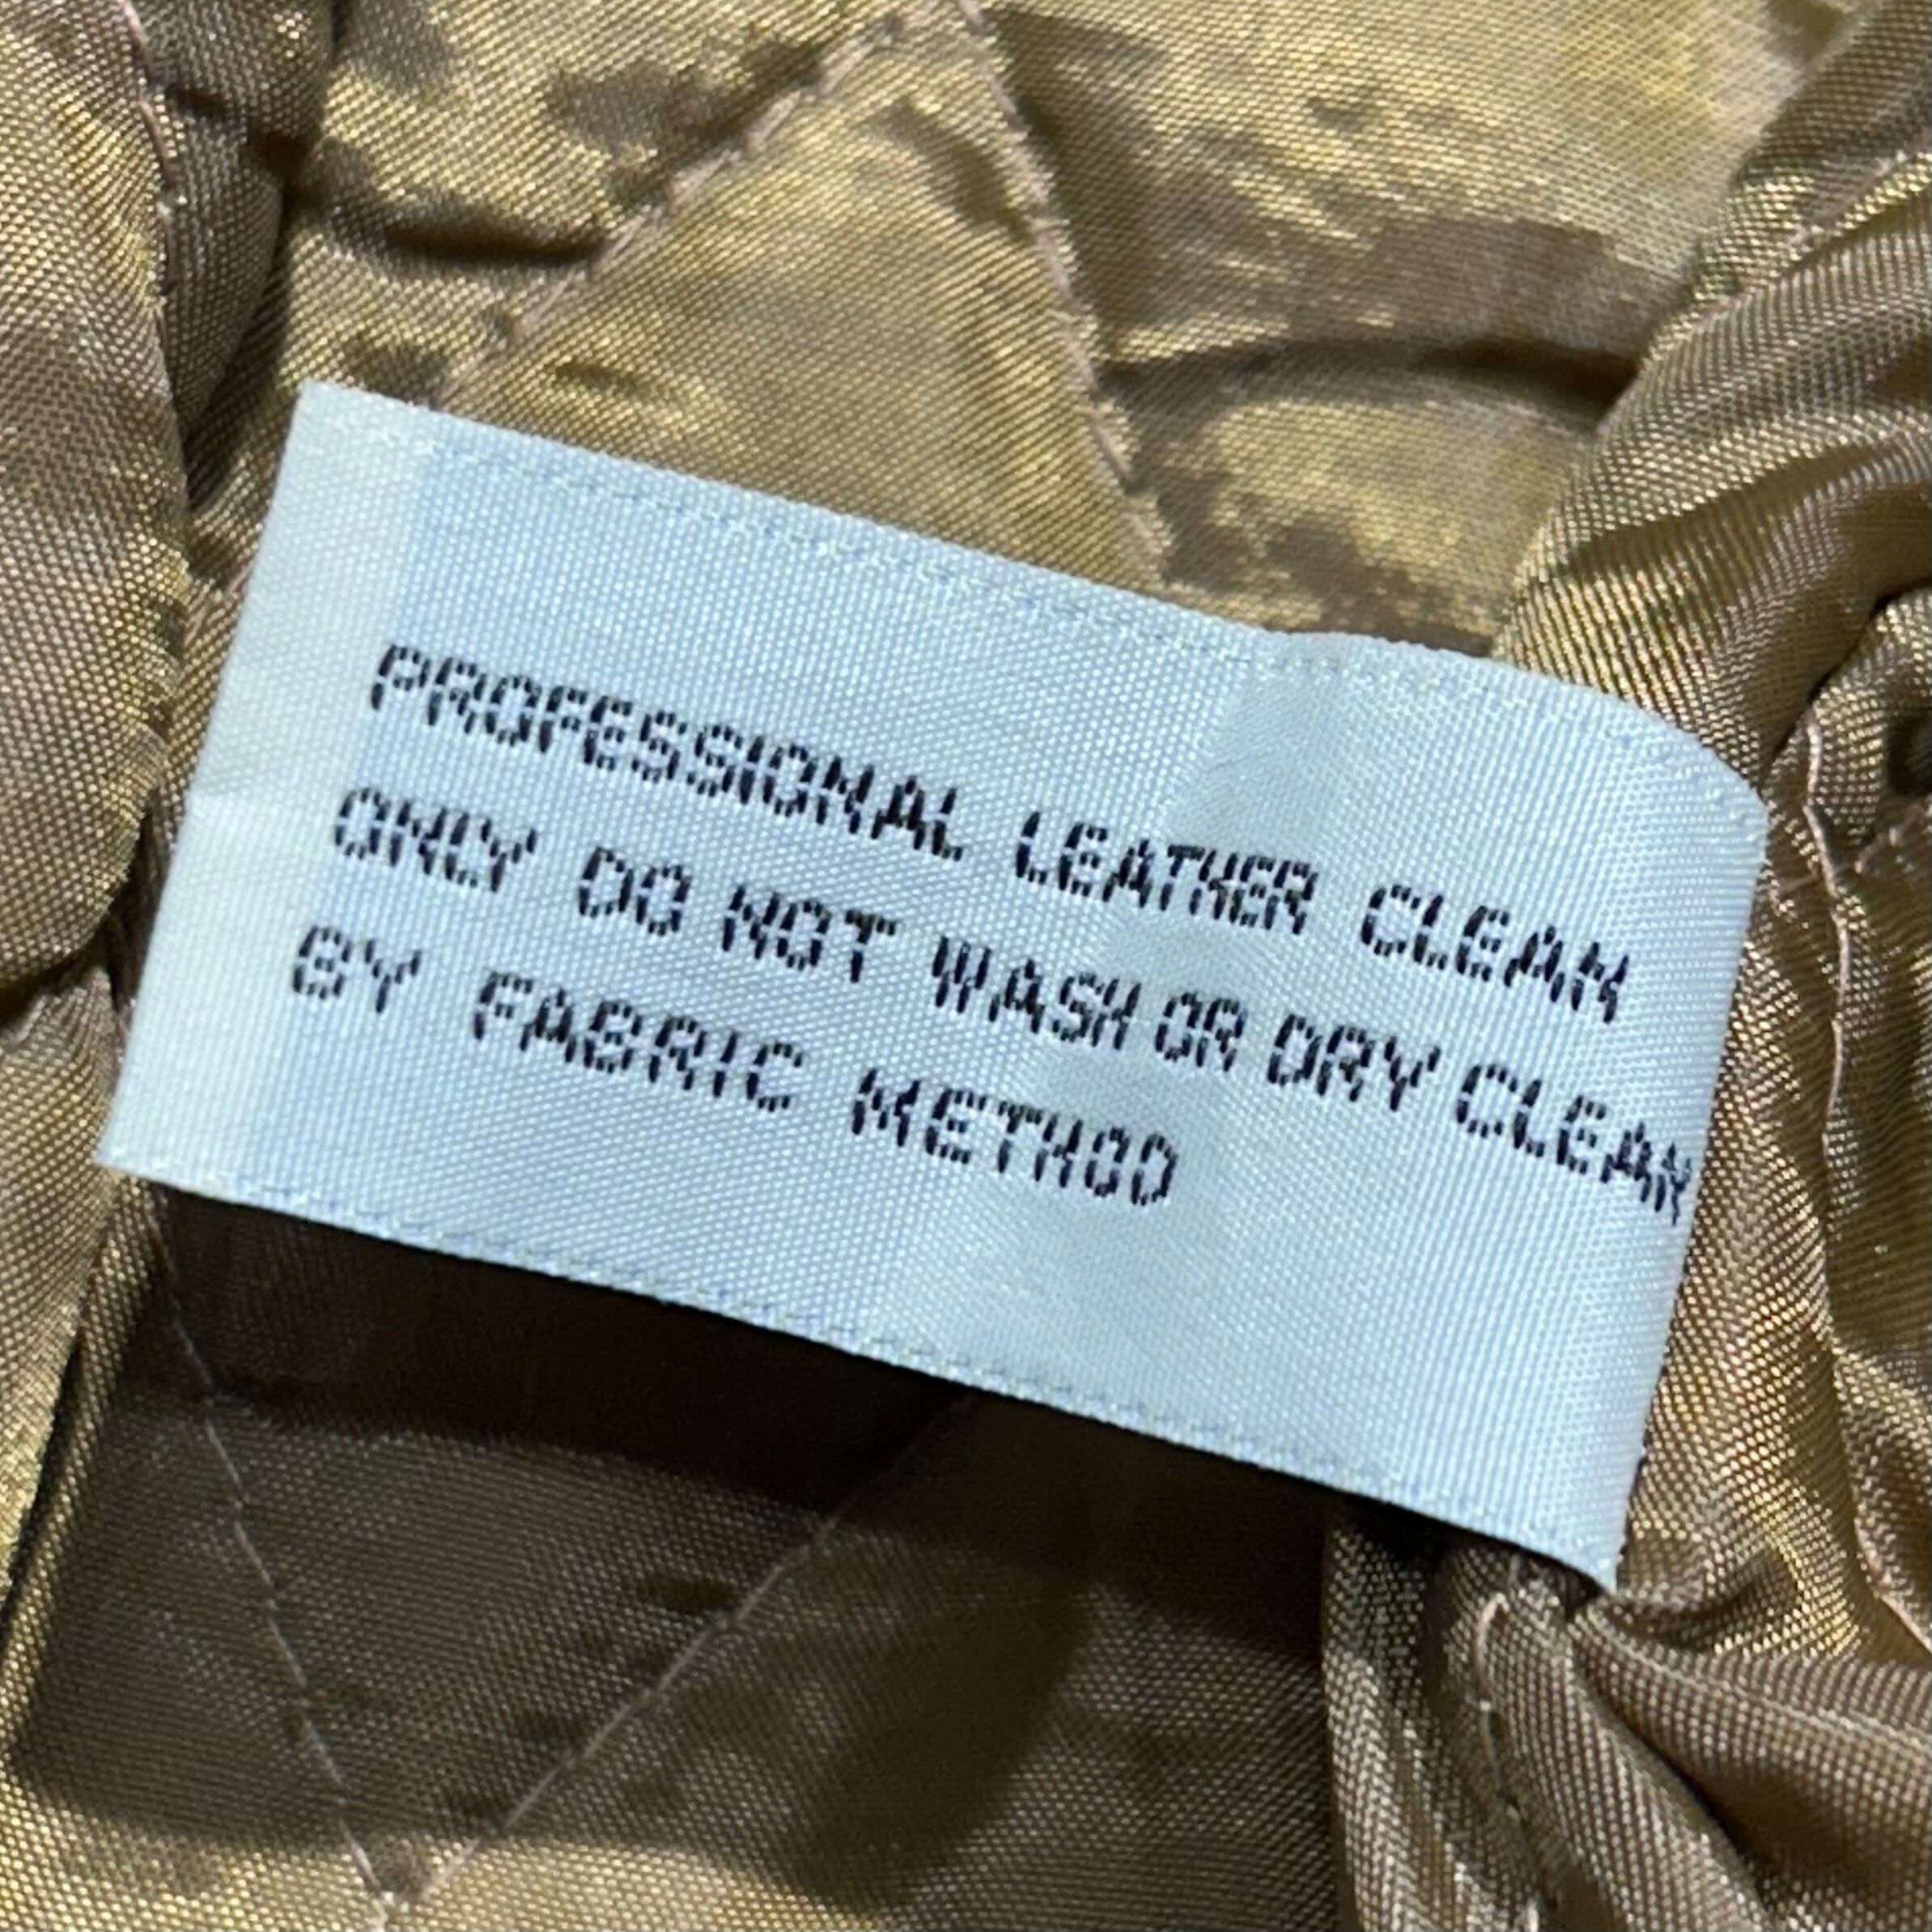 PROFESSIONAL LEATHER CLEAN
ONLY DO NOT WASH OR DRY CLEAN
BY FABRIC METHOD